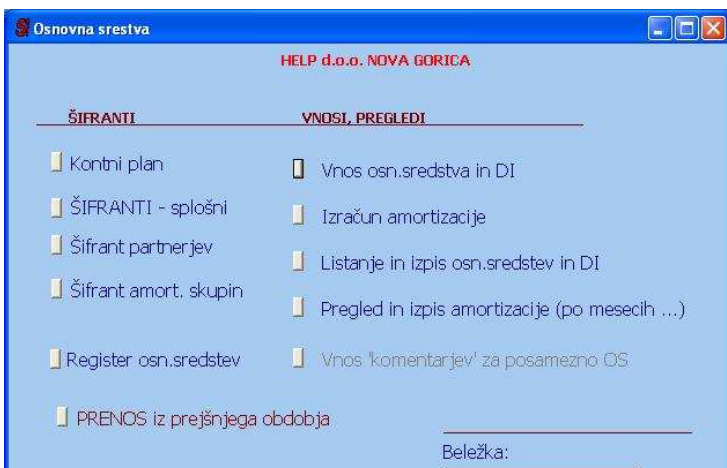 Osnovna srestva
HELP d.o.o. NOVA GORICA
ŠIFRANTI
VNOSI, PREGLEDI
Kontni plan
ŠIFRANTI - splošni
Šifrant partnerjev
Šifrant amort. skupin
Register osn.sredstev
PRENOS iz prejšnjega obdobja
Vnos osn.sredstva in DI
Izračun amortizacije
Listanje in izpis osn.sredstev in DI
Pregled in izpis amortizacije (po mesecih ...)
Vnos 'komentarjev' za posamezno OS
Beležka: